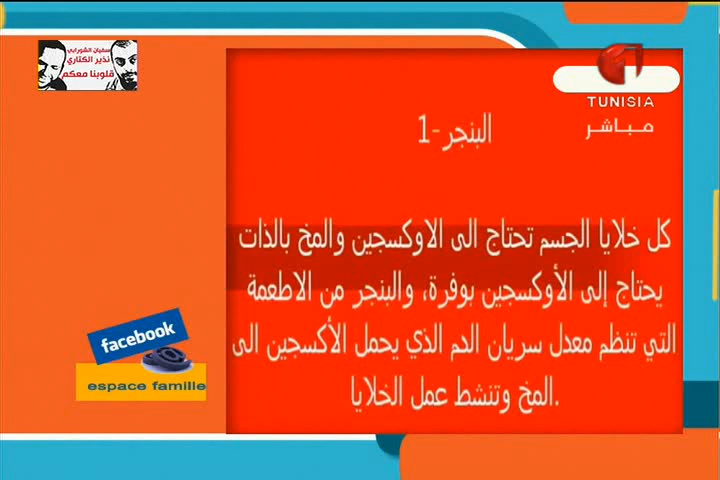 سفيان الشورابي
نذير الكتاري
قلوبنا معكم
TUNISIA
مباشر
1- البنجر
كل خلايا الجسم تحتاج الى الاوكسجين والمخ بالذات
يحتاج إلى الأوكسجين بوفرة، والبنجر من الاطعمة
التي تنظم معدل سريان الدم الذي يحمل الأكسجين الى
المخ وتنشط عمل الخلايا.
facebook
espace famille